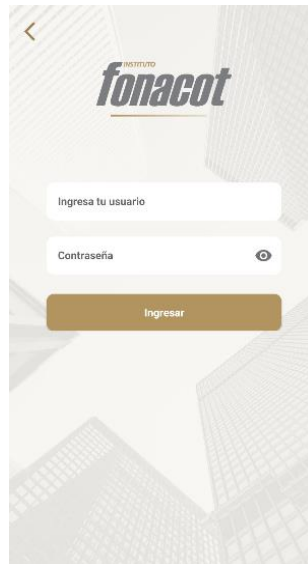 INSTITUTO
fonacot
Ingresa tu usuario
Contraseña
Ingresar